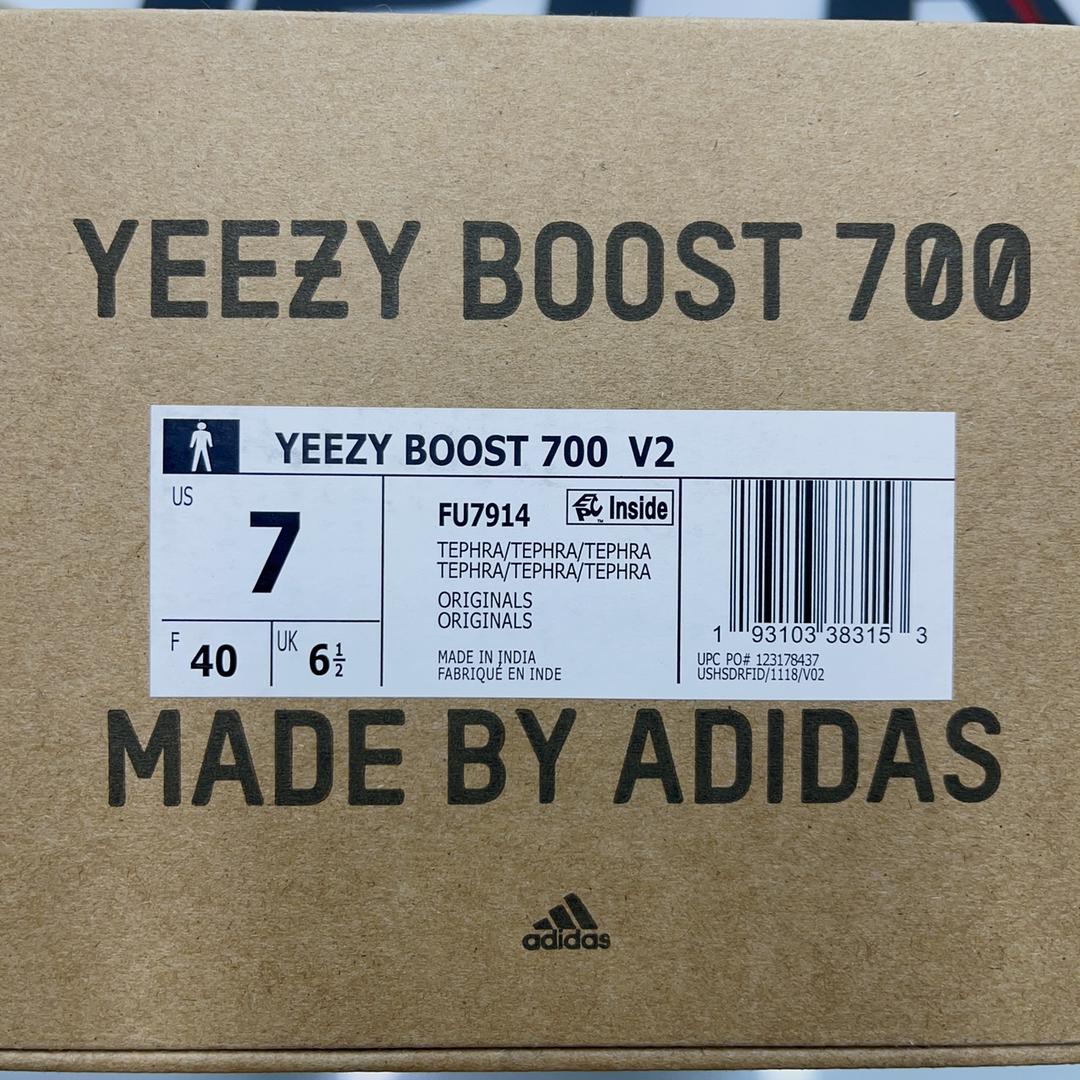 YEEZY BOOST 700
YEEZY BOOST 700 V2
US
7
F 40
UK 6½
FU7914
EPC™ Inside
TEPHRA/TEPHRA/TEPHRA
TEPHRA/TEPHRA/TEPHRA
ORIGINALS
ORIGINALS
MADE IN INDIA
FABRIQUÉ EN INDE
1 93103 38315 3
UPC PO# 123178437
USHSDRFID/1118/V02
MADE BY ADIDAS
adidas